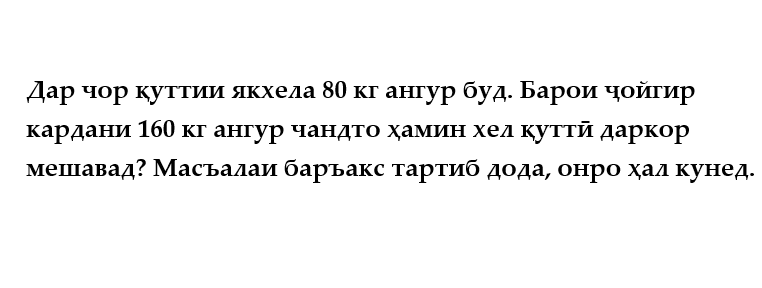 Дар чор қуттии якхела 80 кг ангур буд. Барои ҷойгир
кардани 160 кг ангур чандто ҳамин хел қуттӣ даркор
мешавад? Масъалаи баръакс тартиб дода, онро ҳал кунед.